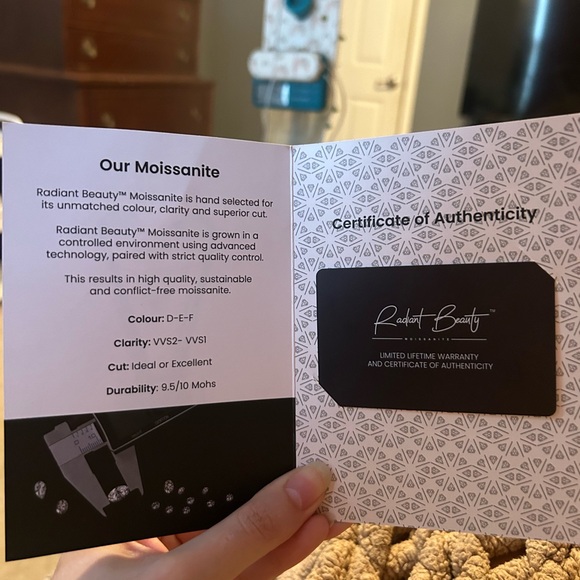 Our Moissanite
Radiant Beauty™ Moissanite is hand selected for
its unmatched colour, clarity and superior cut.
Radiant Beauty™ Moissanite is grown in a
controlled environment using advanced
technology, paired with strict quality control.
This results in high quality, sustainable
and conflict-free moissanite.
Colour: D-E-F
Clarity: VVS2- VVS1
Cut: Ideal or Excellent
Durability: 9.5/10 Mohs
Certificate of Authenticity
Radiant Beauty™
MOISSANITE
LIMITED LIFETIME WARRANTY
AND CERTIFICATE OF AUTHENTICITY